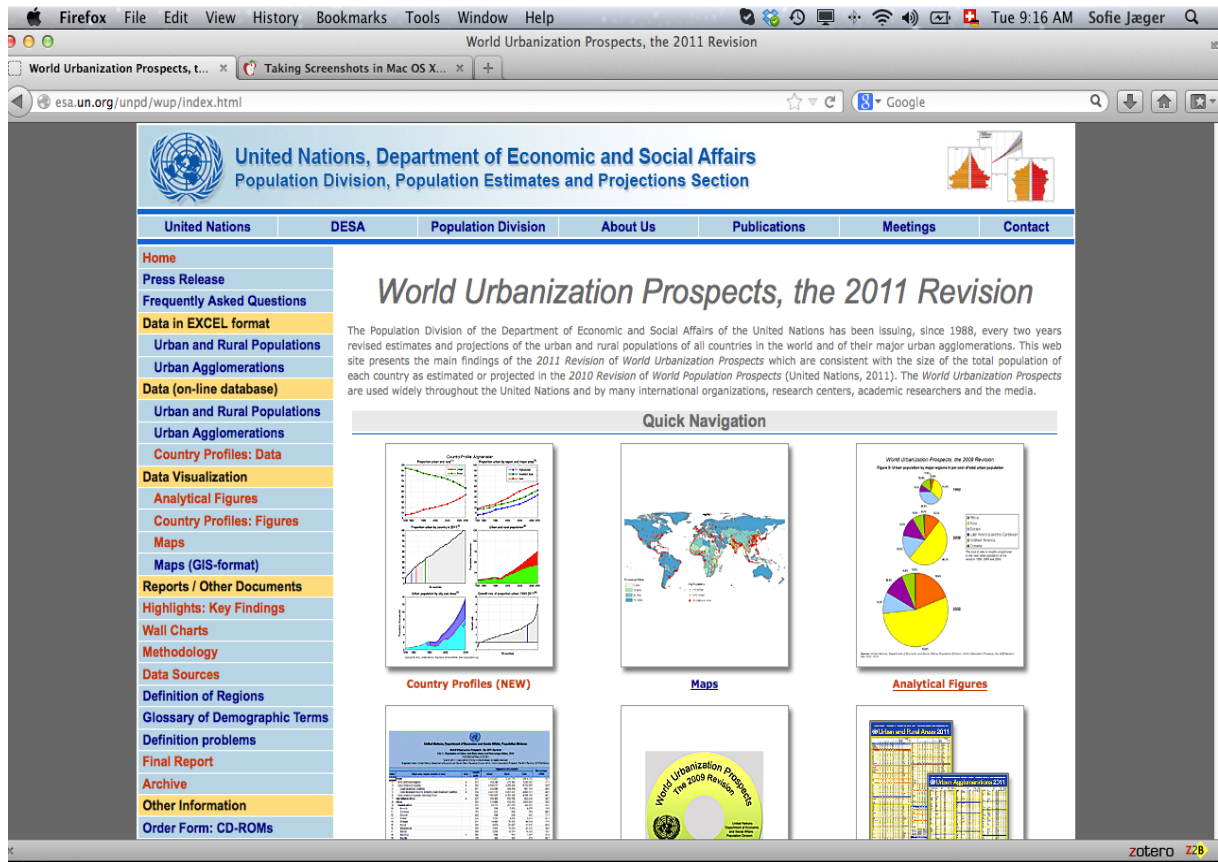 Firefox File Edit View History Bookmarks Tools Window Help Tue 9:16 AM Sofie Jæger
World Urbanization Prospects, the 2011 Revision
World Urbanization Prospects, t... × Taking Screenshots in Mac OS X... × +
esa.un.org/unpd/wup/index.html Google
United Nations, Department of Economic and Social Affairs
Population Division, Population Estimates and Projections Section
United Nations DESA Population Division About Us Publications Meetings Contact
Home
Press Release
Frequently Asked Questions
Data in EXCEL format
Urban and Rural Populations
Urban Agglomerations
Data (on-line database)
Urban and Rural Populations
Urban Agglomerations
Country Profiles: Data
Data Visualization
Analytical Figures
Country Profiles: Figures
Maps
Maps (GIS-format)
Reports / Other Documents
Highlights: Key Findings
Wall Charts
Methodology
Data Sources
Definition of Regions
Glossary of Demographic Terms
Definition problems
Final Report
Archive
Other Information
Order Form: CD-ROMs
World Urbanization Prospects, the 2011 Revision
The Population Division of the Department of Economic and Social Affairs of the United Nations has been issuing, since 1988, every two years
revised estimates and projections of the urban and rural populations of all countries in the world and of their major urban agglomerations. This web
site presents the main findings of the 2011 Revision of World Urbanization Prospects which are consistent with the size of the total population of
each country as estimated or projected in the 2010 Revision of World Population Prospects (United Nations, 2011). The World Urbanization Prospects
are used widely throughout the United Nations and by many international organizations, research centers, academic researchers and the media.
Quick Navigation
World Urbanization Prospects, the 2009 Revision
Country Profiles (NEW)
Maps
Analytical Figures
World Urbanization Prospects
The 2009 Revision
Urban and Rural Areas 2011
Urban Agglomerations 2011
zotero Z2B